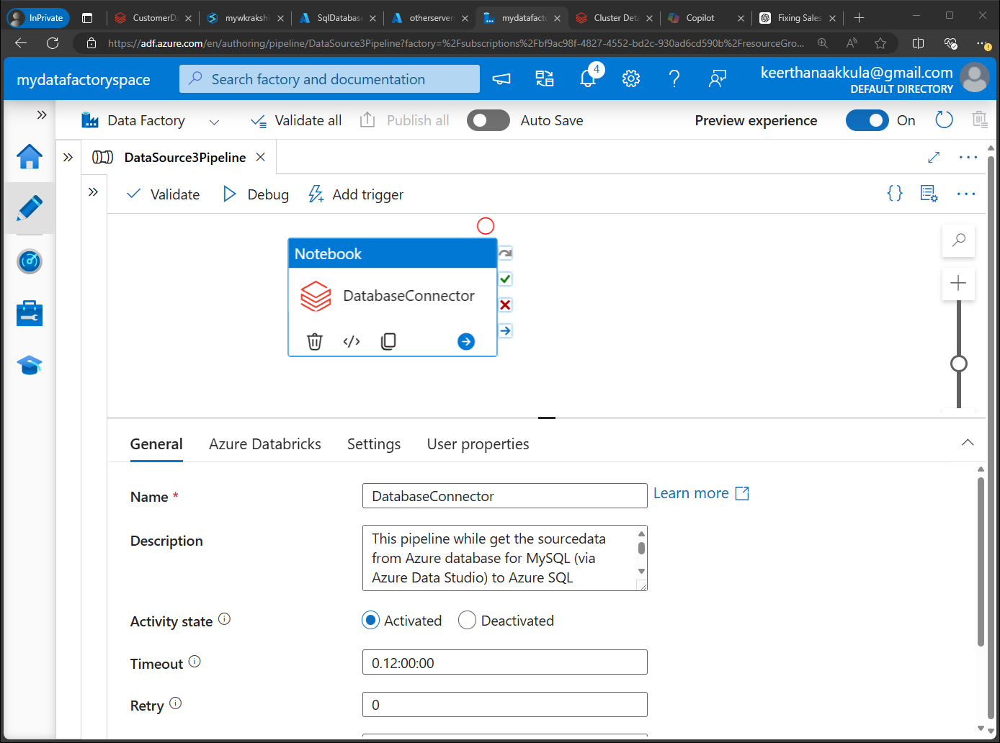 InPrivate
CustomerDa
mywkrakshi
SqlDatabase
otherserver
mydatafacto
Cluster Deta
Copilot
Fixing Sales
https://adf.azure.com/en/authoring/pipeline/DataSource3Pipeline?factory=%2Fsubscriptions%2Fbf9ac98f-4827-4552-bd2c-930ad6cd590b%2FresourceGro...
mydatafactoryspace
Search factory and documentation
4
keerthanaakkula@gmail.com
DEFAULT DIRECTORY
Data Factory
Validate all
Publish all
Auto Save
Preview experience
On
DataSource3Pipeline
Validate
Debug
Add trigger
Notebook
DatabaseConnector
General
Azure Databricks
Settings
User properties
Name *
DatabaseConnector
Learn more
Description
This pipeline while get the sourcedata
from Azure database for MySQL (via
Azure Data Studio) to Azure SQL
Activity state
Activated
Deactivated
Timeout
0.12:00:00
Retry
0